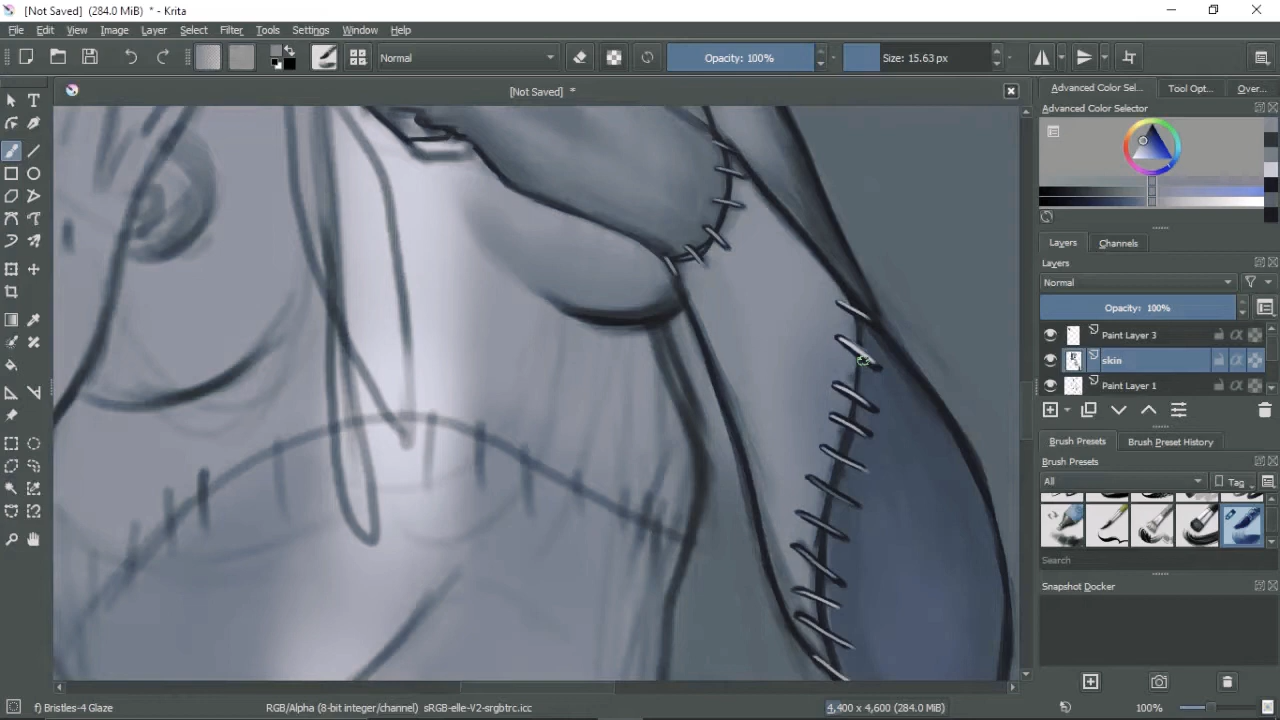 [Not Saved] (284.0 MiB) * - Krita
File Edit View Image Layer Select Filter Tools Settings Window Help
Normal Opacity: 100% Size: 15.63 px
[Not Saved] *
Advanced Color Sel... Tool Opt... Over...
Advanced Color Selector
Layers Channels
Layers
Normal
Opacity: 100%
Paint Layer 3
skin
Paint Layer 1
Brush Presets Brush Preset History
Brush Presets
All Tag
Search
Snapshot Docker
f) Bristles-4 Glaze RGB/Alpha (8-bit integer/channel) sRGB-elle-V2-srgbtrc.icc 4,400 x 4,600 (284.0 MiB) 100%